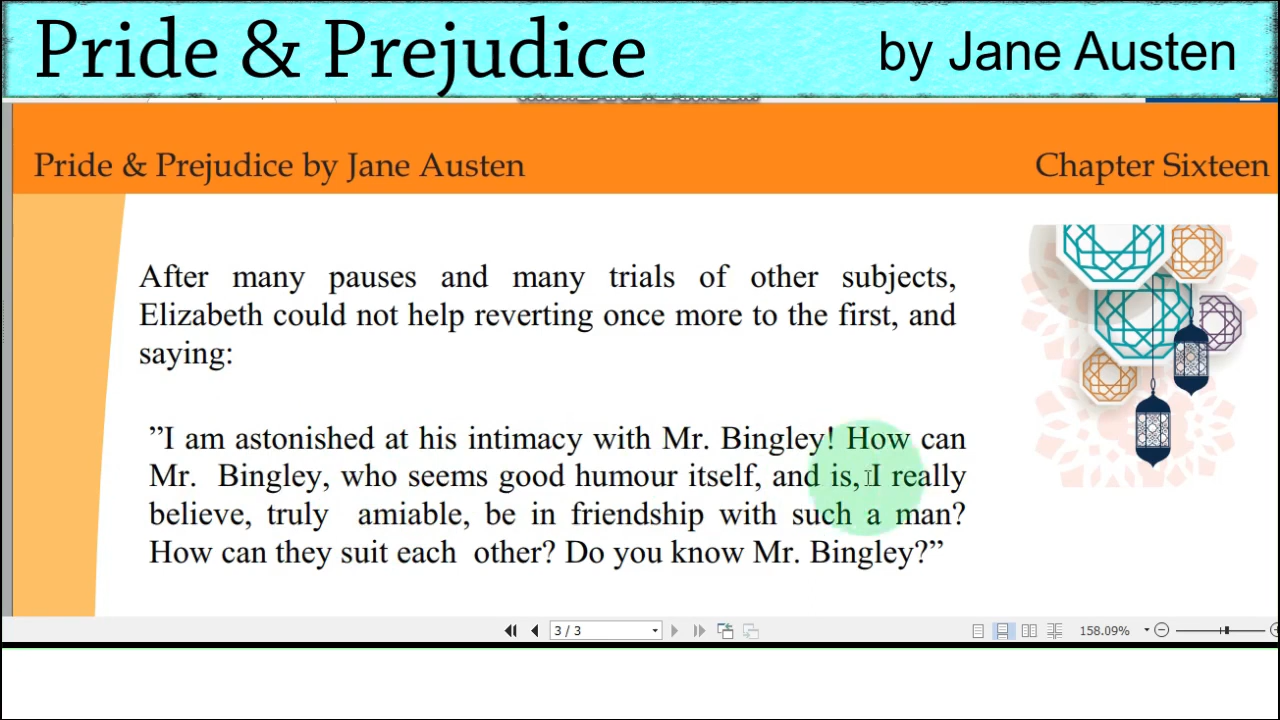 Pride & Prejudice by Jane Austen
Pride & Prejudice by Jane Austen Chapter Sixteen
After many pauses and many trials of other subjects,
Elizabeth could not help reverting once more to the first, and
saying:
”I am astonished at his intimacy with Mr. Bingley! How can
Mr. Bingley, who seems good humour itself, and is, I really
believe, truly amiable, be in friendship with such a man?
How can they suit each other? Do you know Mr. Bingley?”
3 / 3 158.09%